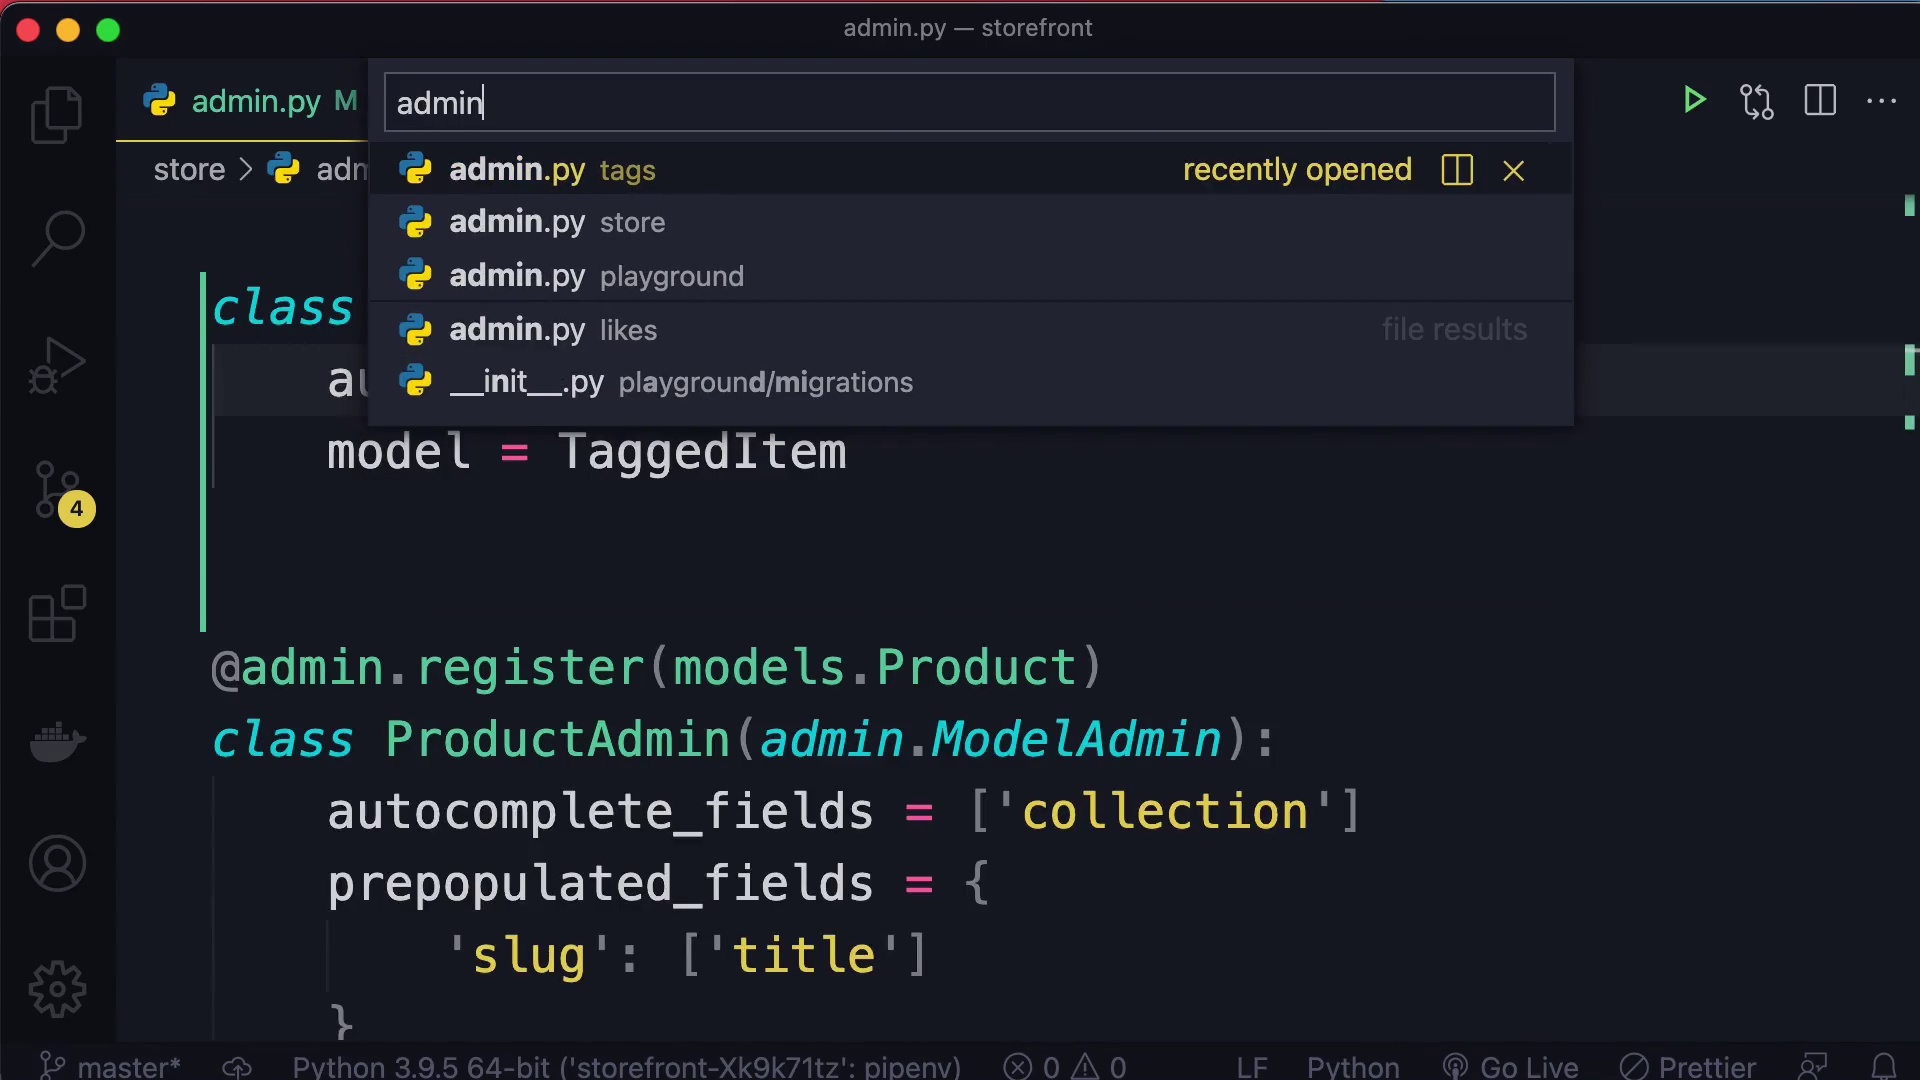 admin.py — storefront
admin.py M
admin
store > adm
admin.py tags recently opened
admin.py store
admin.py playground
admin.py likes file results
__init__.py playground/migrations
class
au
model = TaggedItem
4
@admin.register(models.Product)
class ProductAdmin(admin.ModelAdmin):
autocomplete_fields = ['collection']
prepopulated_fields = {
'slug': ['title']
}
master* Python 3.9.5 64-bit ('storefront-Xk9k71tz': pipenv) 0 0 LF Python Go Live Prettier